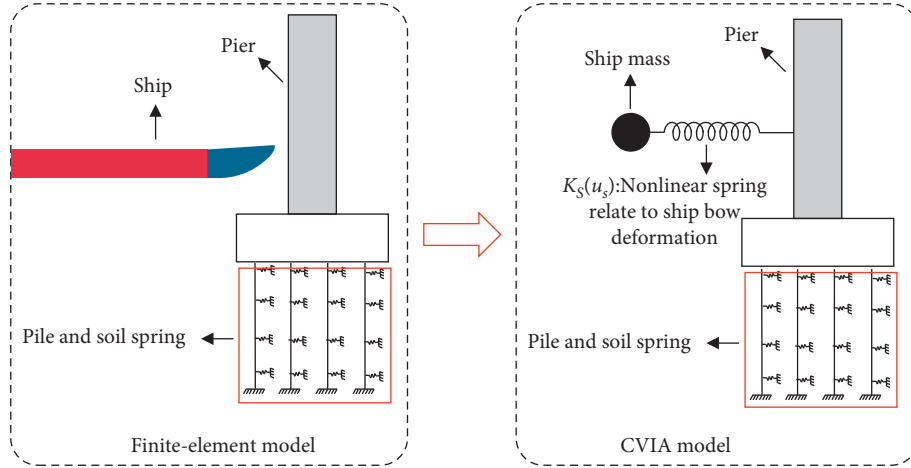 Pier
Ship
Pile and soil spring
Finite-element model
Pier
Ship mass
K_S(u_s):Nonlinear spring
relate to ship bow
deformation
Pile and soil spring
CVIA model